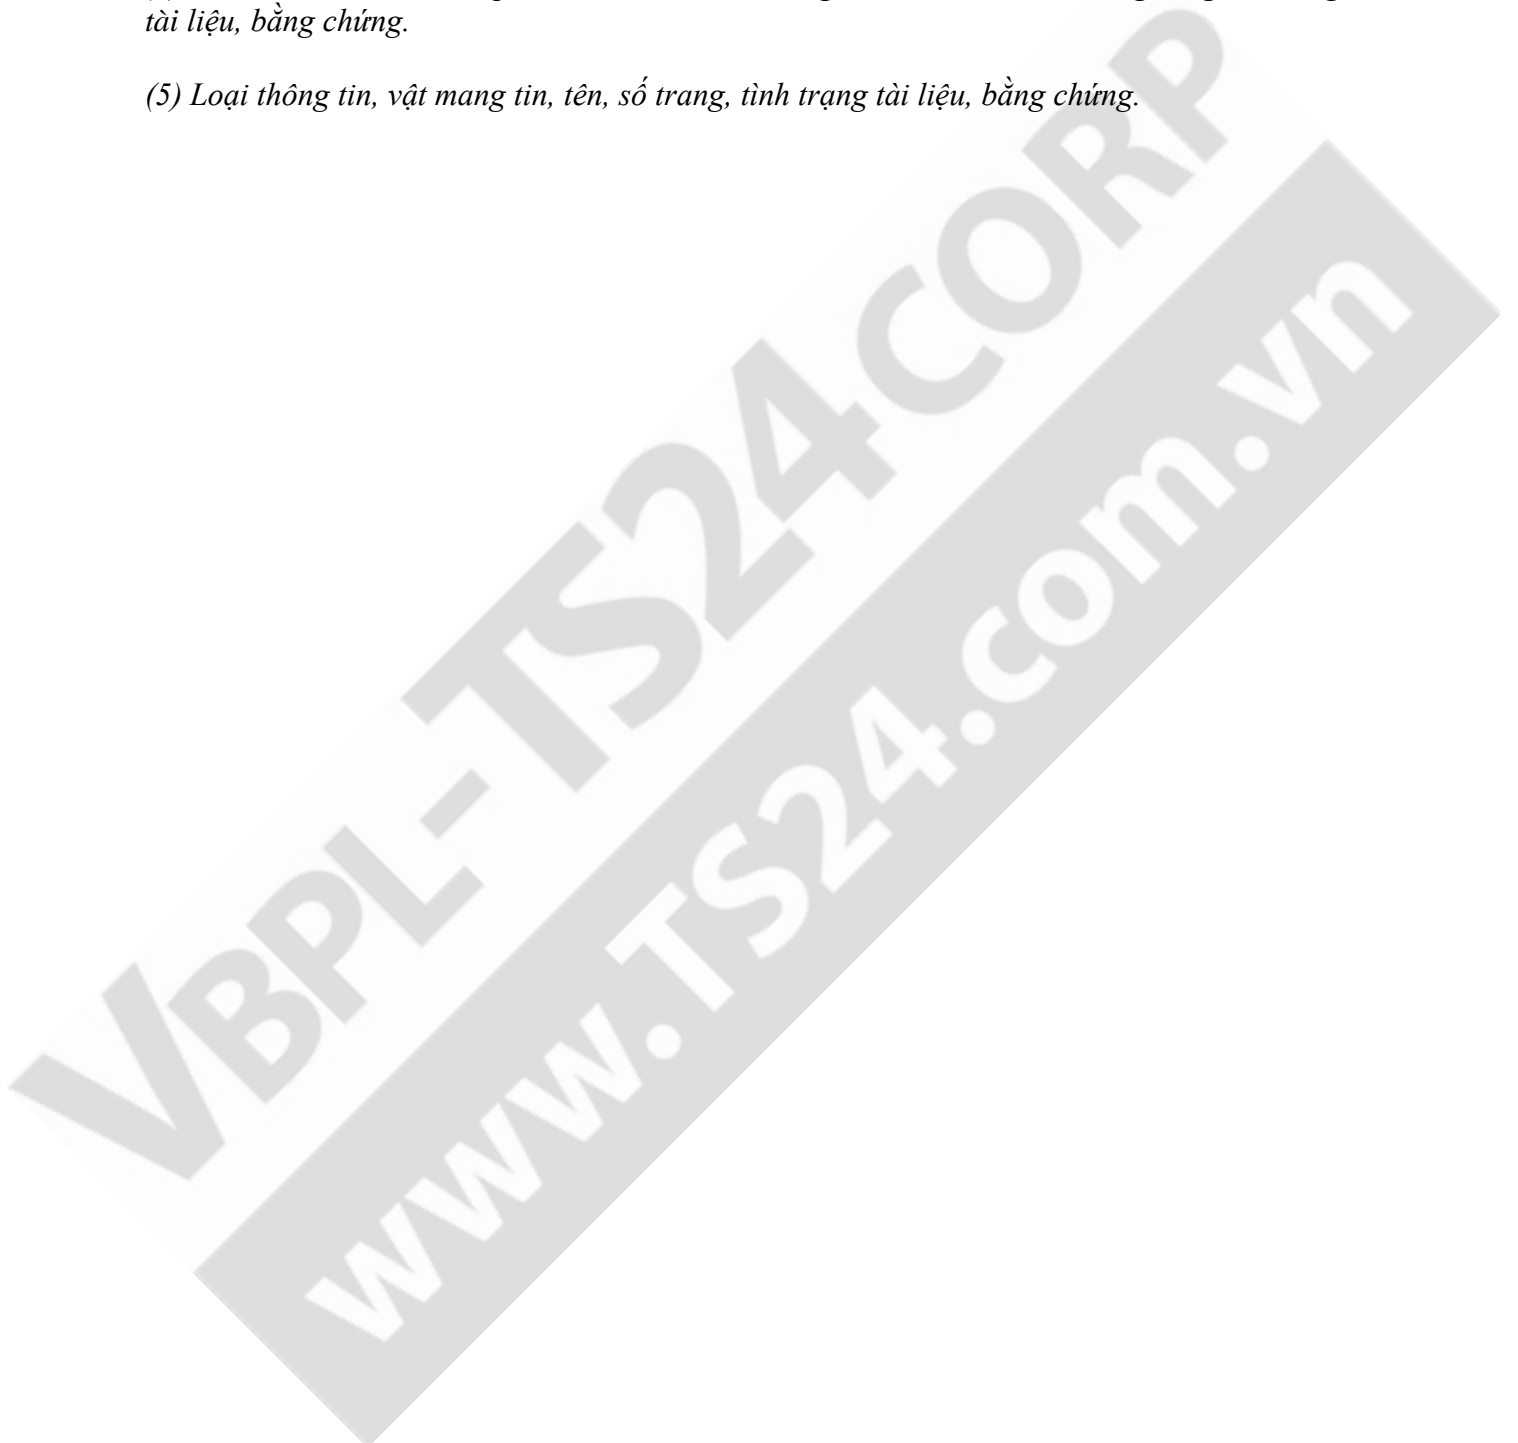 tài liệu, bằng chứng.
(5) Loại thông tin, vật mang tin, tên, số trang, tình trạng tài liệu, bằng chứng.
VBPL-TS24CORP
www.TS24.com.vn